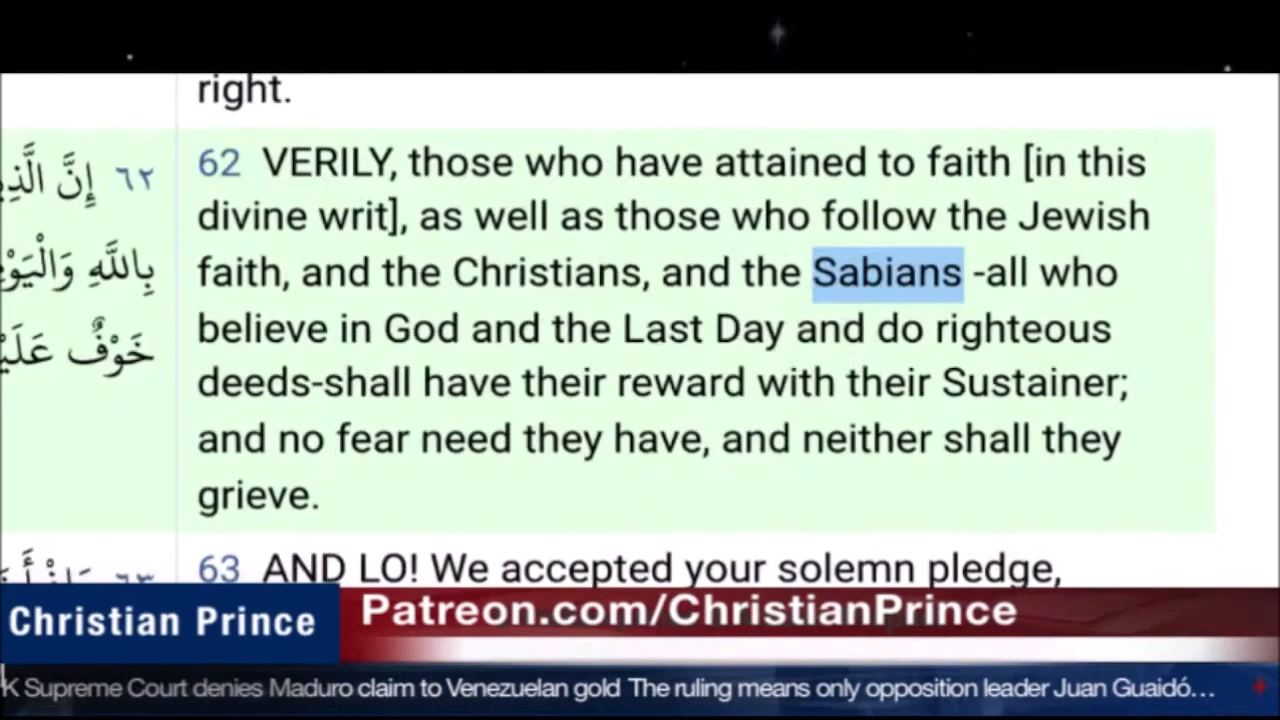 right.
٦٢ إِنَّ
62 VERILY, those who have attained to faith [in this
divine writ], as well as those who follow the Jewish
بِاللَّهِ
faith, and the Christians, and the Sabians -all who
خَوْفٌ
believe in God and the Last Day and do righteous
deeds-shall have their reward with their Sustainer;
and no fear need they have, and neither shall they
grieve.
٦٣
63 AND LO! We accepted your solemn pledge,
Christian Prince
Patreon.com/ChristianPrince
K Supreme Court denies Maduro claim to Venezuelan gold The ruling means only opposition leader Juan Guaidó…